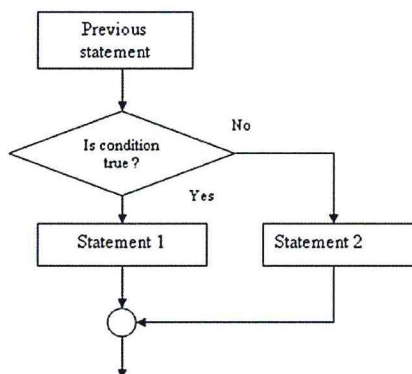 Previous
statement
No
Is condition
true ?
Yes
Statement 1
Statement 2